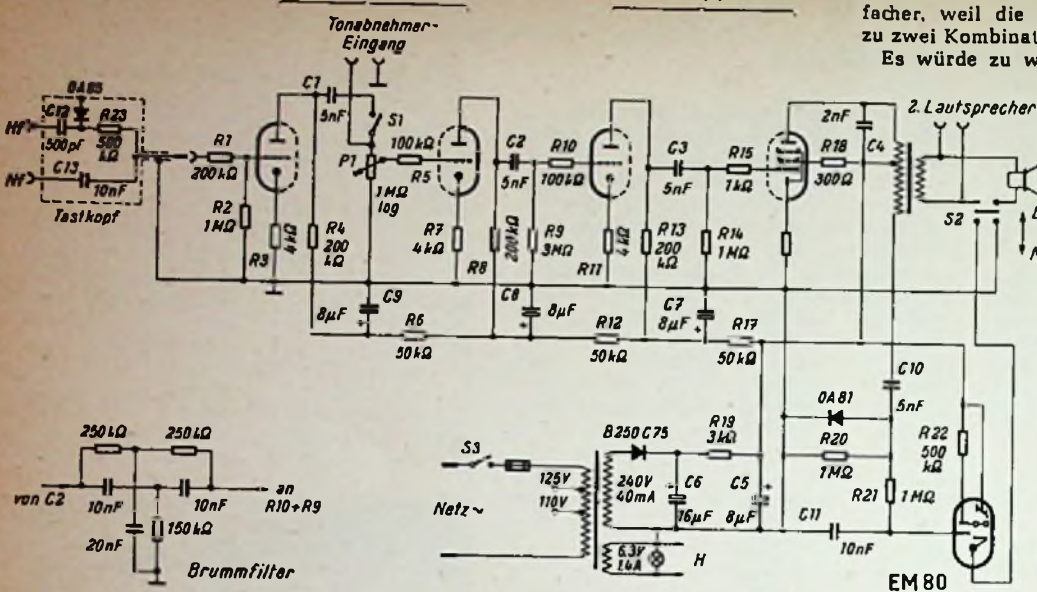 facher, weil die
zu zwei Kombinat
Es würde zu w
Tonabnehmer-
Eingang
2. Lautsprecher
0A85
C12
R23
Hf
500pF
500
kΩ
Nf
C13
10nF
Tastkopf
R1
200kΩ
R2
1MΩ
R3
4kΩ
R4
200
kΩ
C1
5nF
S1
P1
1MΩ
log
100kΩ
R5
R7
4kΩ
R8
200kΩ
C2
5nF
R9
3MΩ
R10
100kΩ
R11
4kΩ
C3
5nF
R13
200
kΩ
R14
1MΩ
R15
1kΩ
2nF
C4
R18
300Ω
S2
C9
8µF
R6
50kΩ
C8
8µF
R12
50kΩ
C7
8µF
R17
50kΩ
C10
5nF
0A81
R20
1MΩ
R21
1MΩ
R22
500
kΩ
C11
10nF
EM80
250kΩ
250kΩ
von C2
10nF
10nF
an
R10+R9
20nF
150kΩ
Brummfilter
S3
Netz~
125V
110V
B250C75
240V
40mA
6,3V
1,4A
H
C6
16µF
R19
3kΩ
C5
8µF